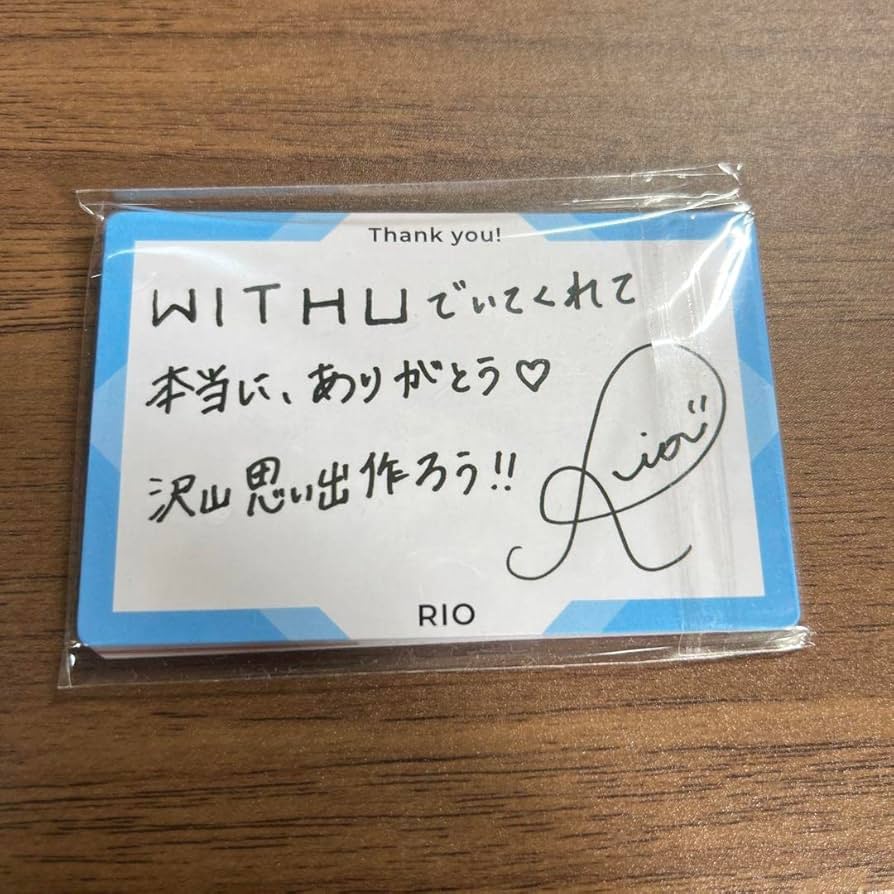 Thank you!
WITHUでいてくれて
本当に、ありがとう♡
沢山思い出作ろう!!
Rio
RIO